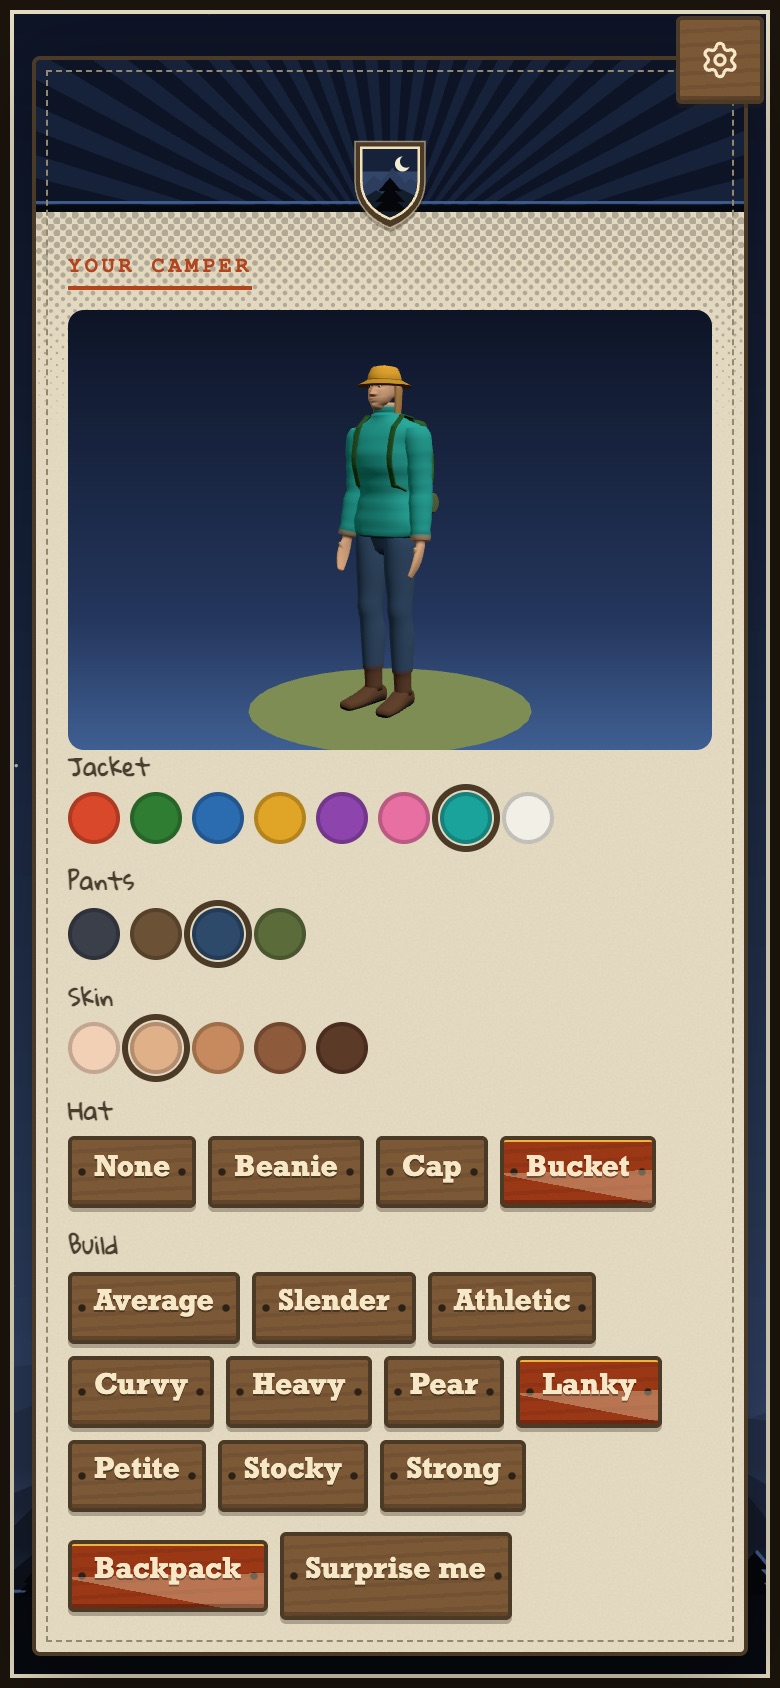 YOUR CAMPER
Jacket
Pants
Skin
Hat
None Beanie Cap Bucket
Build
Average Slender Athletic
Curvy Heavy Pear Lanky
Petite Stocky Strong
Backpack Surprise me